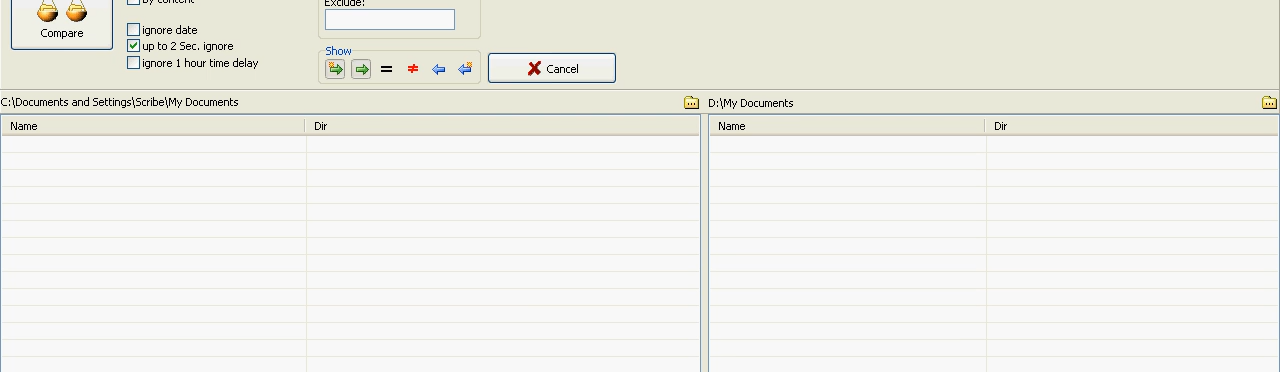 By content
Exclude:
Compare
ignore date
up to 2 Sec. ignore
ignore 1 hour time delay
Show
= ≠
Cancel
C:\Documents and Settings\Scribe\My Documents
D:\My Documents
Name Dir
Name Dir